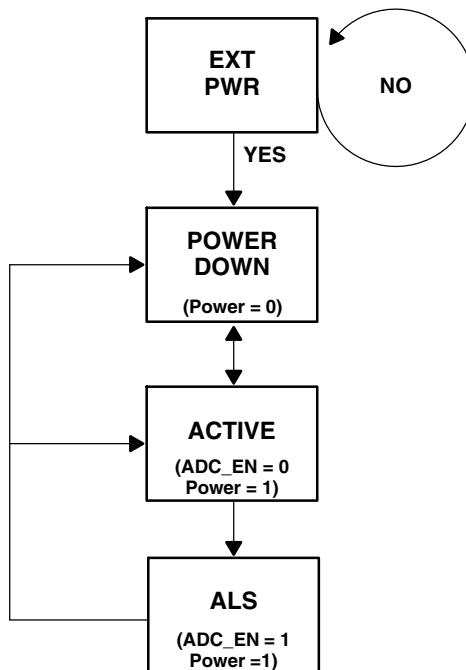 EXT
PWR
NO
YES
POWER
DOWN
(Power = 0)
ACTIVE
(ADC_EN = 0
Power = 1)
ALS
(ADC_EN = 1
Power =1)